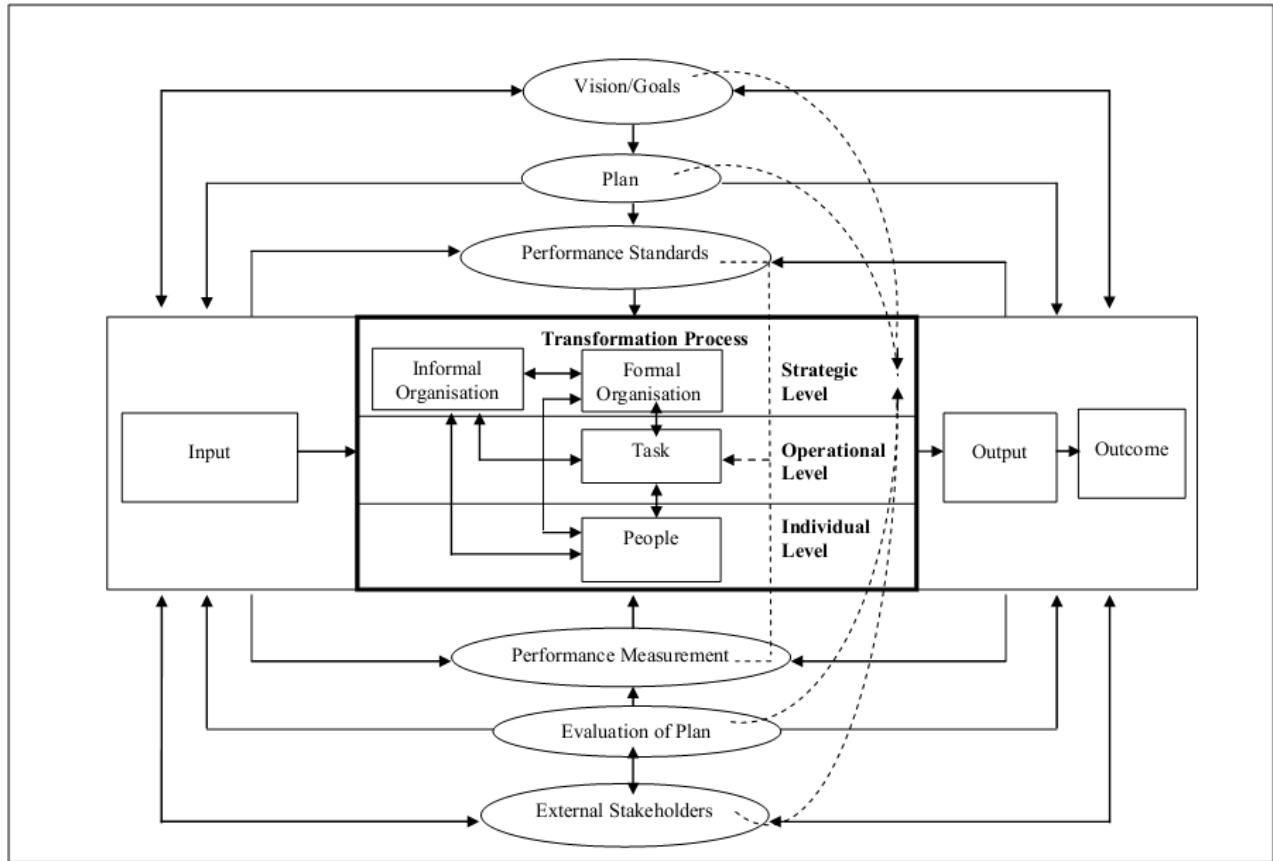 Vision/Goals
Plan
Performance Standards
Transformation Process
Informal
Organisation
Formal
Organisation
Strategic
Level
Input
Task
Operational
Level
Output
Outcome
People
Individual
Level
Performance Measurement
Evaluation of Plan
External Stakeholders